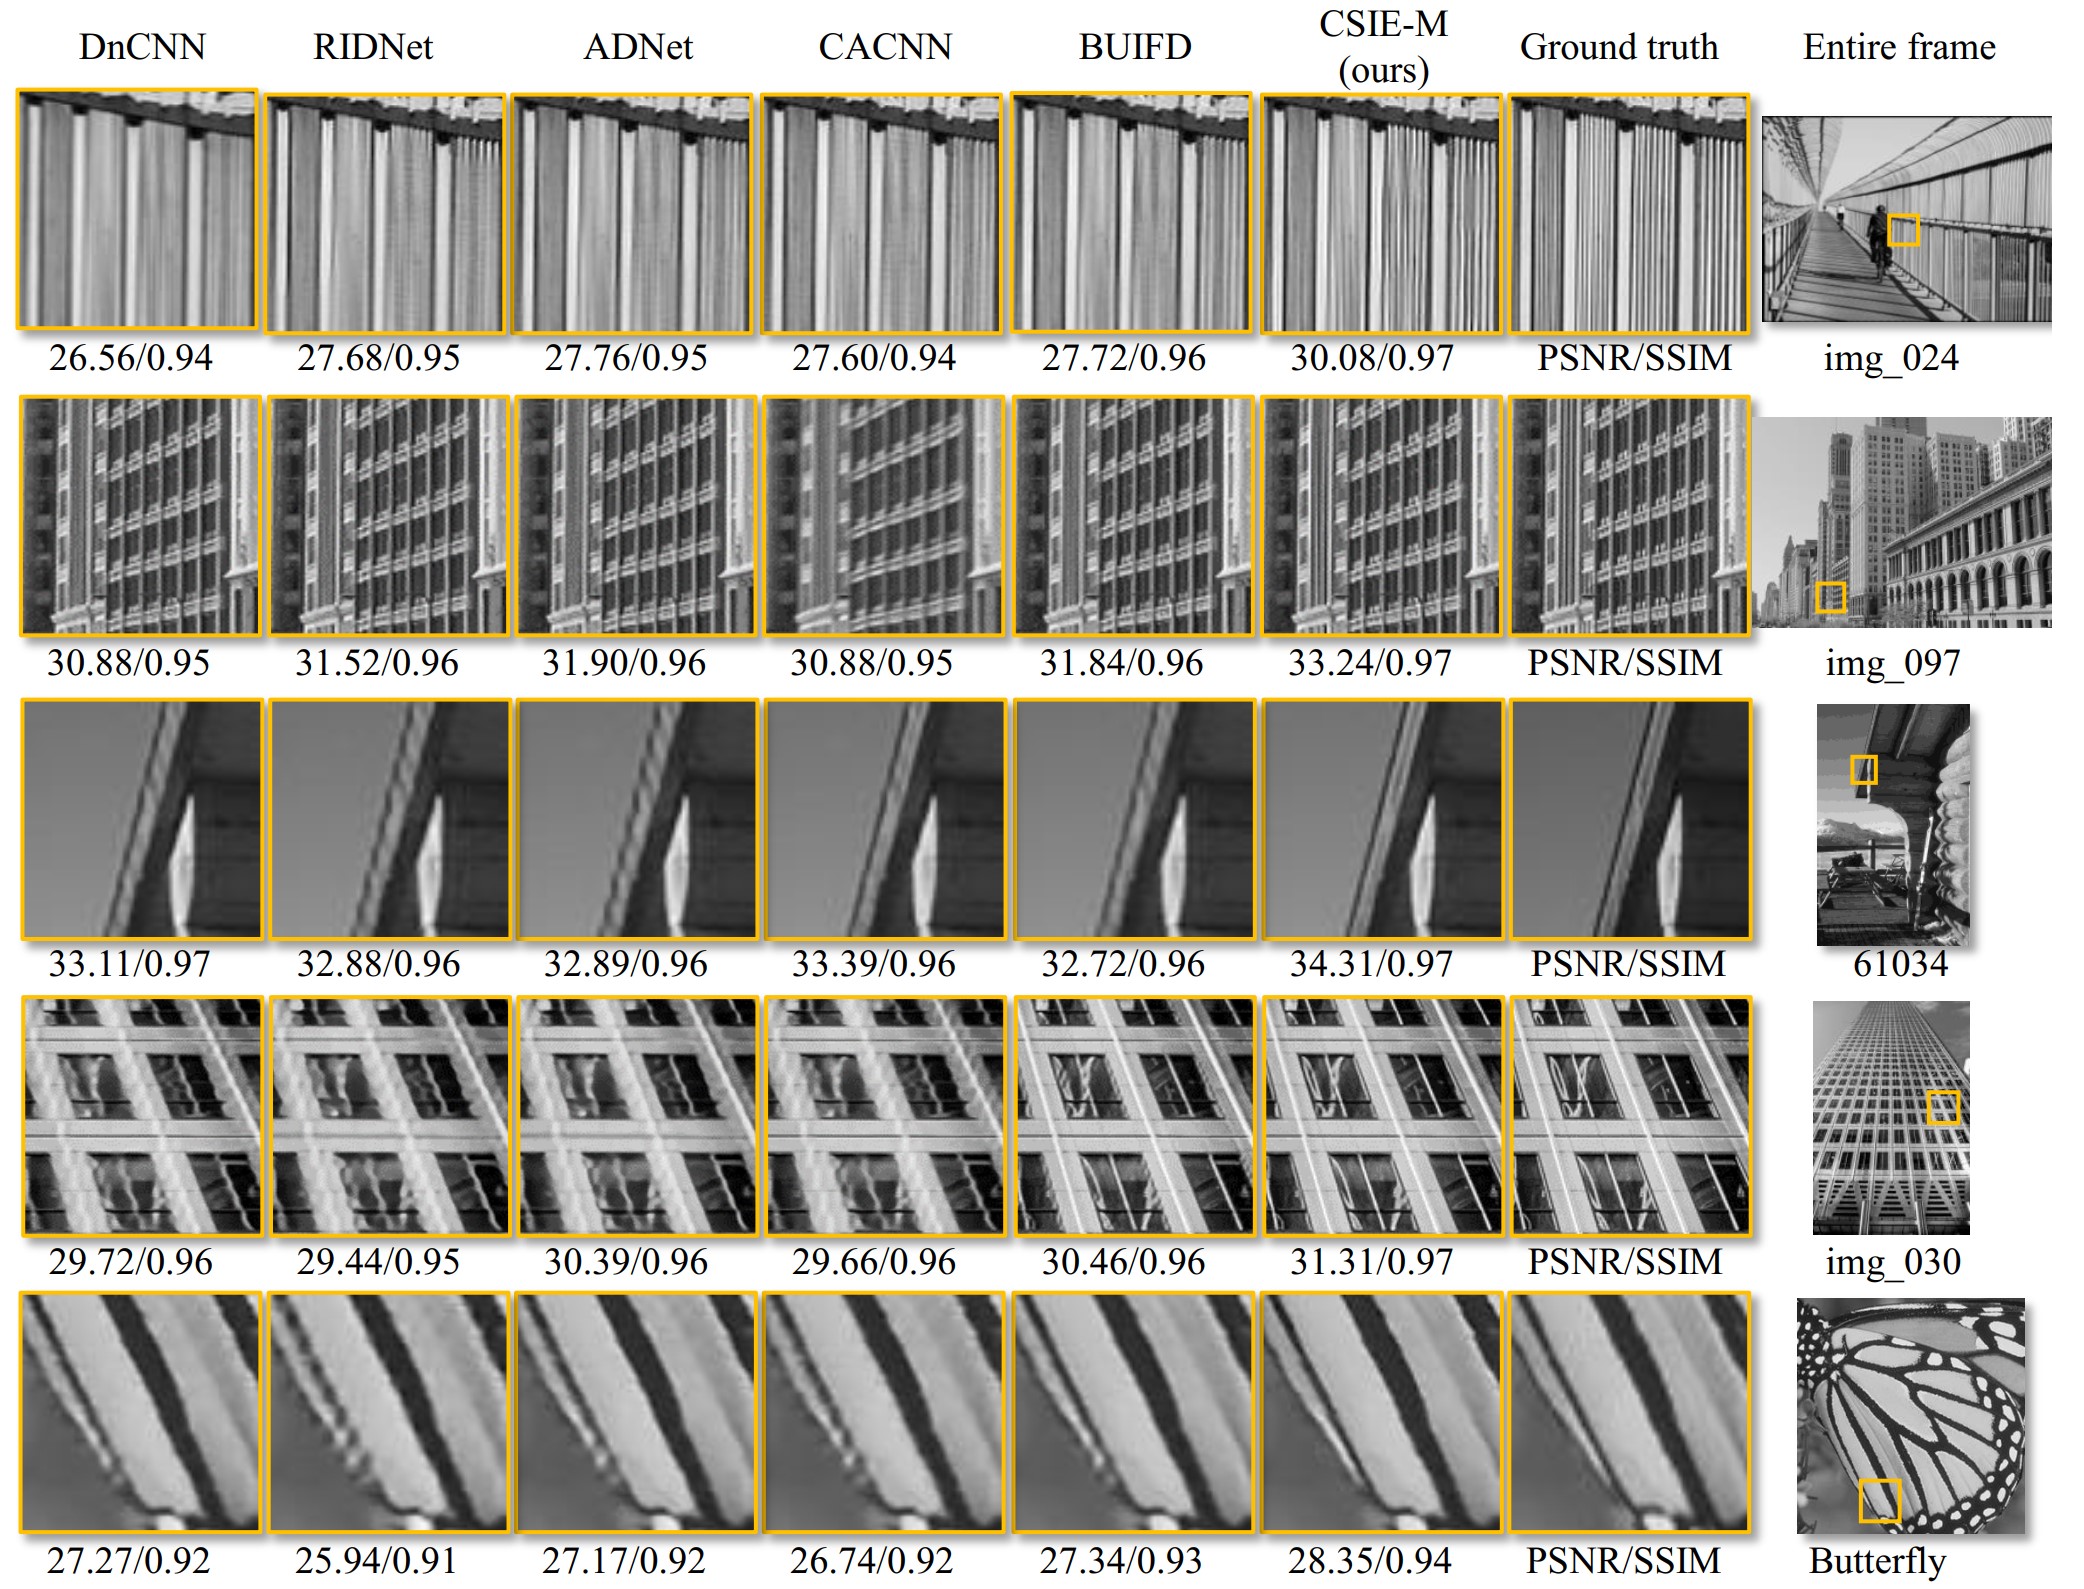 DnCNN RIDNet ADNet CACNN BUIFD CSIE-M (ours) Ground truth Entire frame
26.56/0.94 27.68/0.95 27.76/0.95 27.60/0.94 27.72/0.96 30.08/0.97 PSNR/SSIM img_024
30.88/0.95 31.52/0.96 31.90/0.96 30.88/0.95 31.84/0.96 33.24/0.97 PSNR/SSIM img_097
33.11/0.97 32.88/0.96 32.89/0.96 33.39/0.96 32.72/0.96 34.31/0.97 PSNR/SSIM 61034
29.72/0.96 29.44/0.95 30.39/0.96 29.66/0.96 30.46/0.96 31.31/0.97 PSNR/SSIM img_030
27.27/0.92 25.94/0.91 27.17/0.92 26.74/0.92 27.34/0.93 28.35/0.94 PSNR/SSIM Butterfly